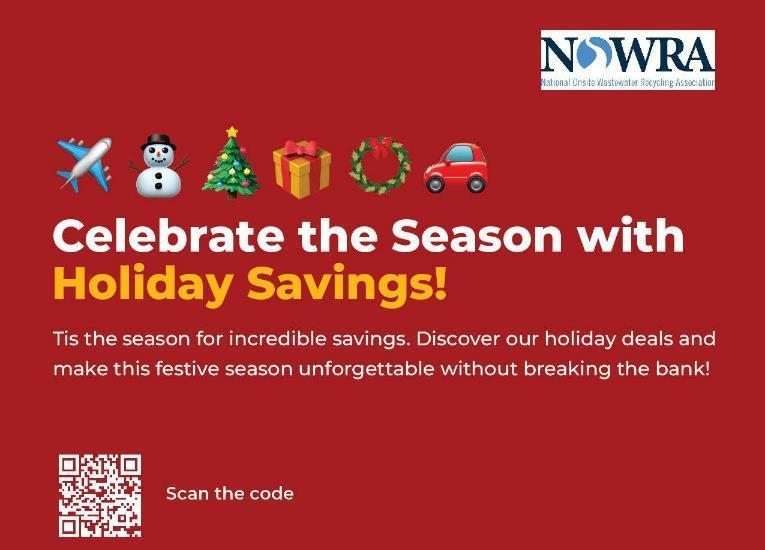 NOWRA
National Onsite Wastewater Recycling Association
Celebrate the Season with
Holiday Savings!
Tis the season for incredible savings. Discover our holiday deals and
make this festive season unforgettable without breaking the bank!
Scan the code